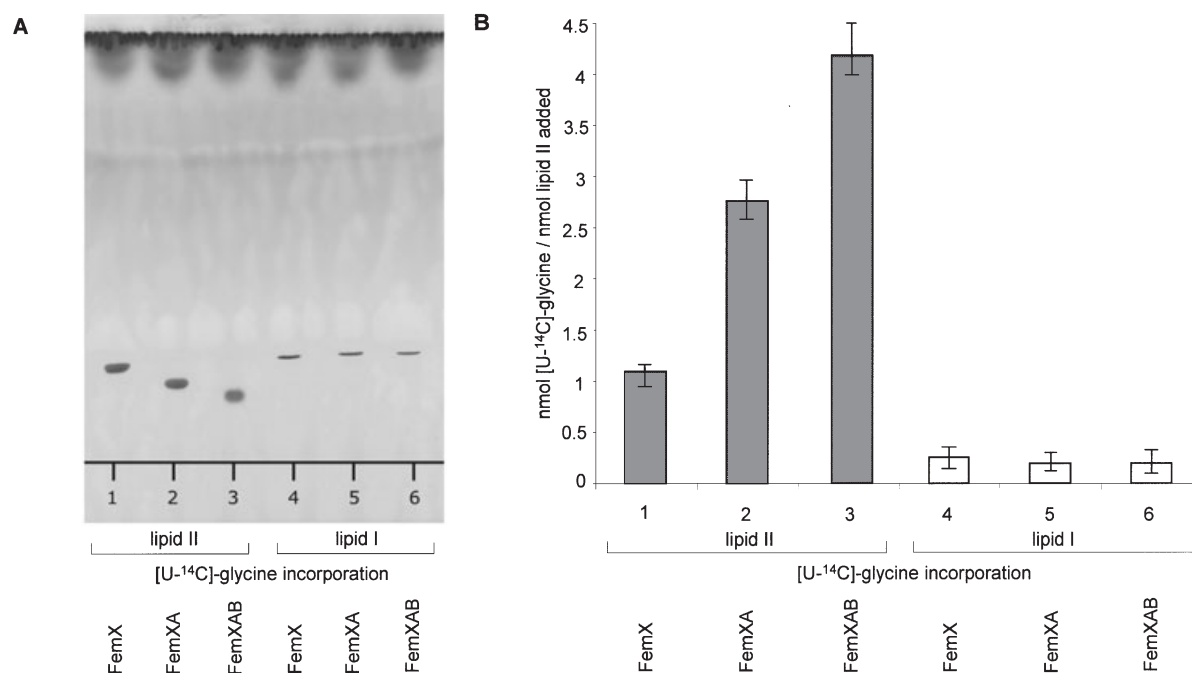 A
1 2 3 4 5 6
lipid II lipid I
[U-¹⁴C]-glycine incorporation
FemX FemXA FemXAB FemX FemXA FemXAB
B
nmol [U-¹⁴C]-glycine / nmol lipid II added
4.5
4
3.5
3
2.5
2
1.5
1
0.5
0
1 2 3 4 5 6
lipid II lipid I
[U-¹⁴C]-glycine incorporation
FemX FemXA FemXAB FemX FemXA FemXAB